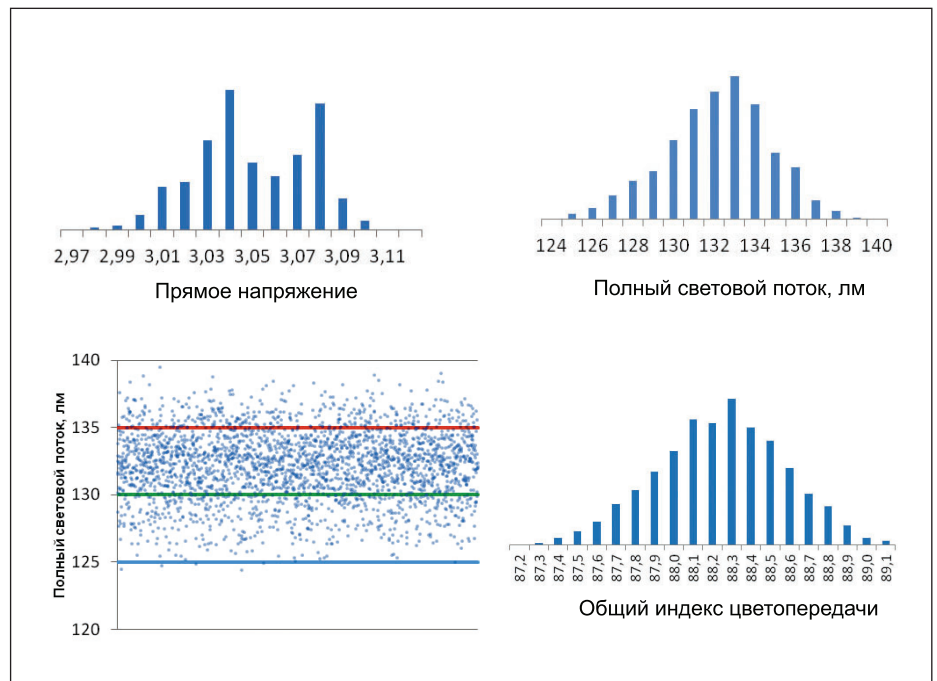 2,97 2,99 3,01 3,03 3,05 3,07 3,09 3,11
Прямое напряжение
124 126 128 130 132 134 136 138 140
Полный световой поток, лм
140
135
130
125
120
Полный световой поток, лм
87,2 87,3 87,4 87,5 87,6 87,7 87,8 87,9 88,0 88,1 88,2 88,3 88,4 88,5 88,6 88,7 88,8 88,9 89,0 89,1
Общий индекс цветопередачи